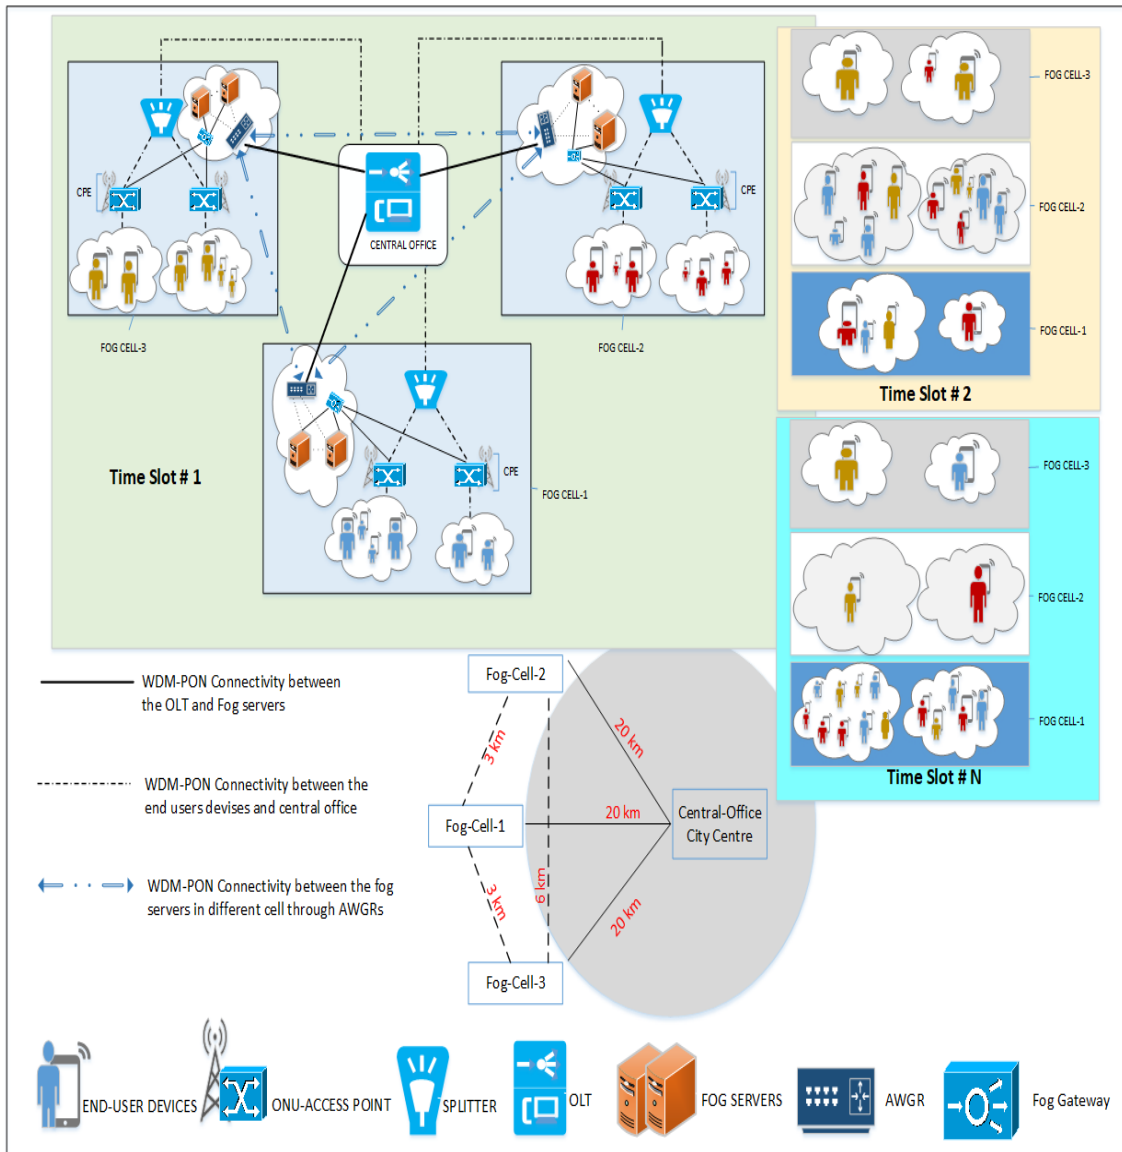 CPE
CPE
CENTRAL OFFICE
FOG CELL-3
FOG CELL-2
Time Slot # 1
CPE
FOG CELL-1
FOG CELL-3
FOG CELL-2
FOG CELL-1
Time Slot # 2
FOG CELL-3
FOG CELL-2
FOG CELL-1
Time Slot # N
WDM-PON Connectivity between
the OLT and Fog servers
WDM-PON Connectivity between the
end users devises and central office
WDM-PON Connectivity between the fog
servers in different cell through AWGRs
Fog-Cell-2
3 km
20 km
Fog-Cell-1
20 km
Central-Office
City Centre
3 km
6 km
20 km
Fog-Cell-3
END-USER DEVICES
ONU-ACCESS POINT
SPLITTER
OLT
FOG SERVERS
AWGR
Fog Gateway